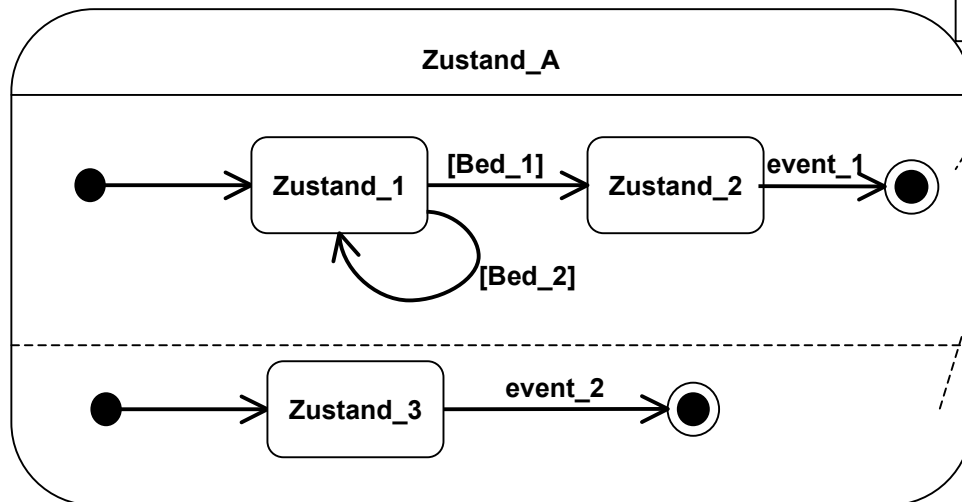 Zustand_A
Zustand_1
[Bed_1]
Zustand_2
event_1
[Bed_2]
Zustand_3
event_2